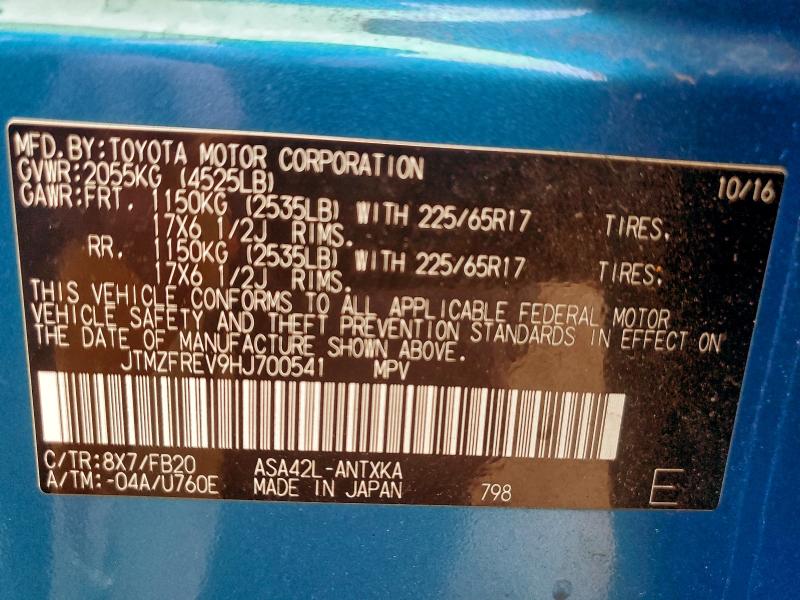 MFD. BY: TOYOTA MOTOR CORPORATION 10/16
GVWR: 2055KG (4525LB)
GAWR: FRT. 1150KG (2535LB) WITH 225/65R17 TIRES.
17X6 1/2J RIMS.
RR. 1150KG (2535LB) WITH 225/65R17 TIRES.
17X6 1/2J RIMS.
THIS VEHICLE CONFORMS TO ALL APPLICABLE FEDERAL MOTOR
VEHICLE SAFETY AND THEFT PREVENTION STANDARDS IN EFFECT ON
THE DATE OF MANUFACTURE SHOWN ABOVE.
JTMZFREV9HJ700541 MPV
C/TR: 8X7/FB20 ASA42L-ANTXKA
A/TM: -04A/U760E MADE IN JAPAN 798 E